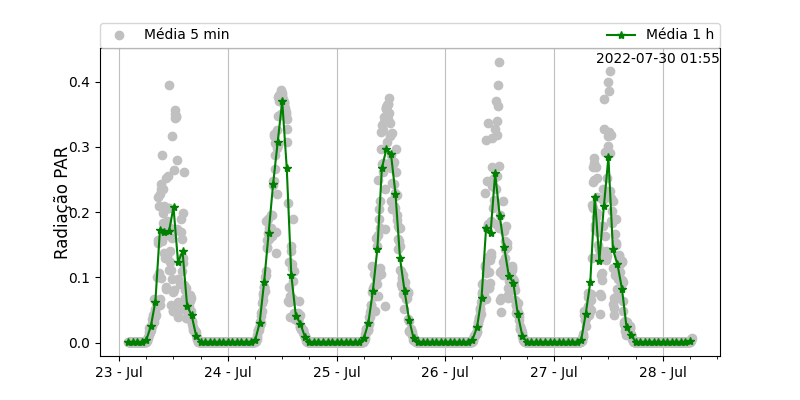 Média 5 min
Média 1 h
2022-07-30 01:55
Radiação PAR
0.4
0.3
0.2
0.1
0.0
23 - Jul
24 - Jul
25 - Jul
26 - Jul
27 - Jul
28 - Jul